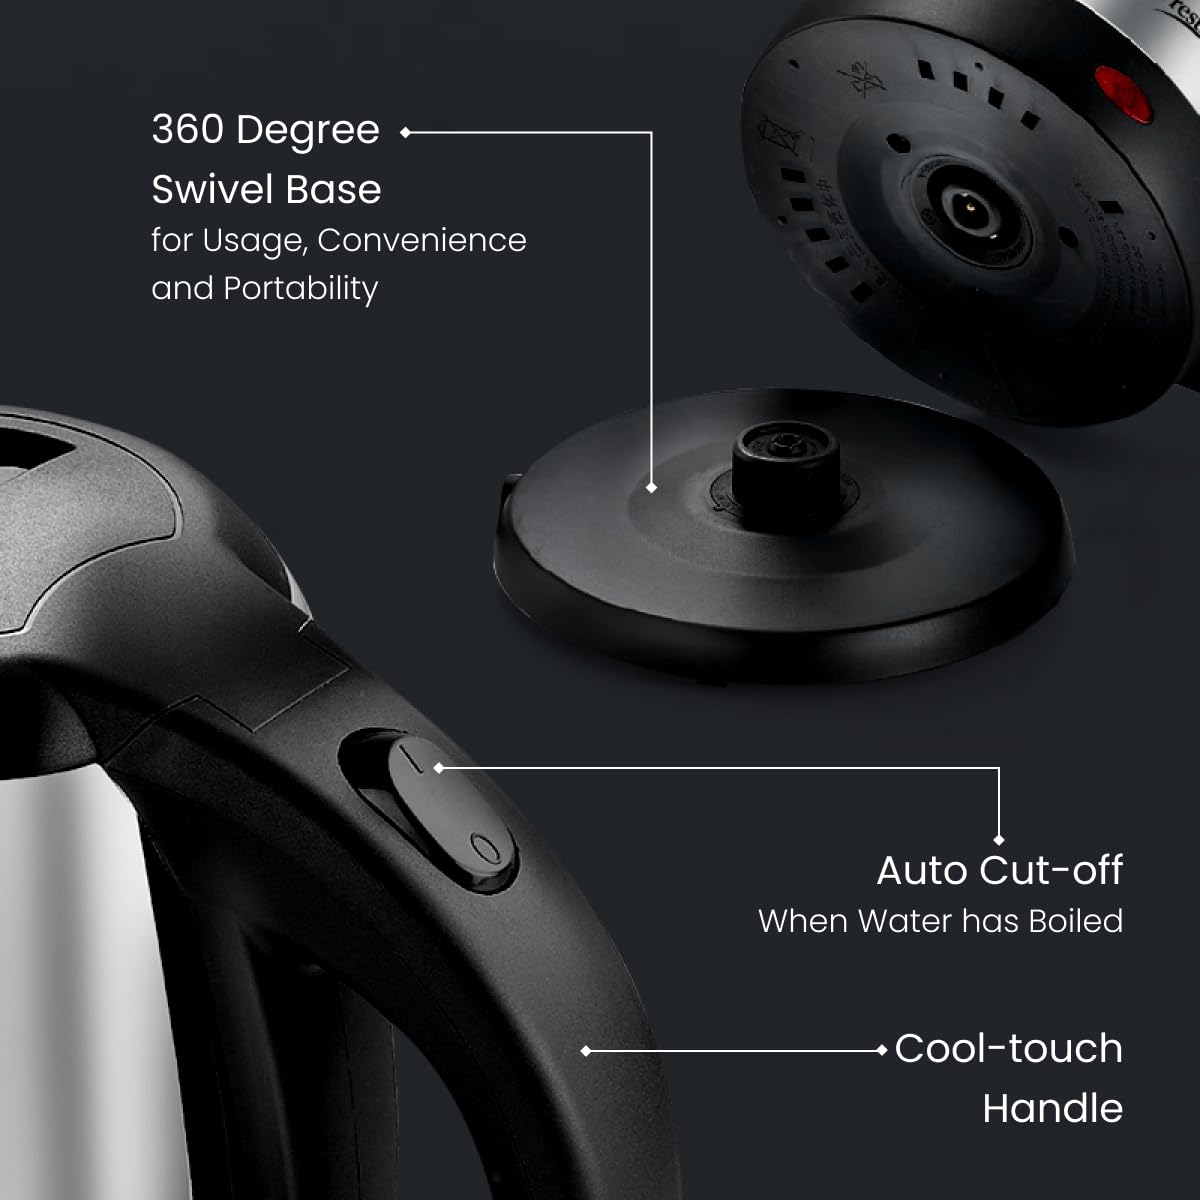 360 Degree
Swivel Base
for Usage, Convenience
and Portability
Auto Cut-off
When Water has Boiled
Cool-touch
Handle